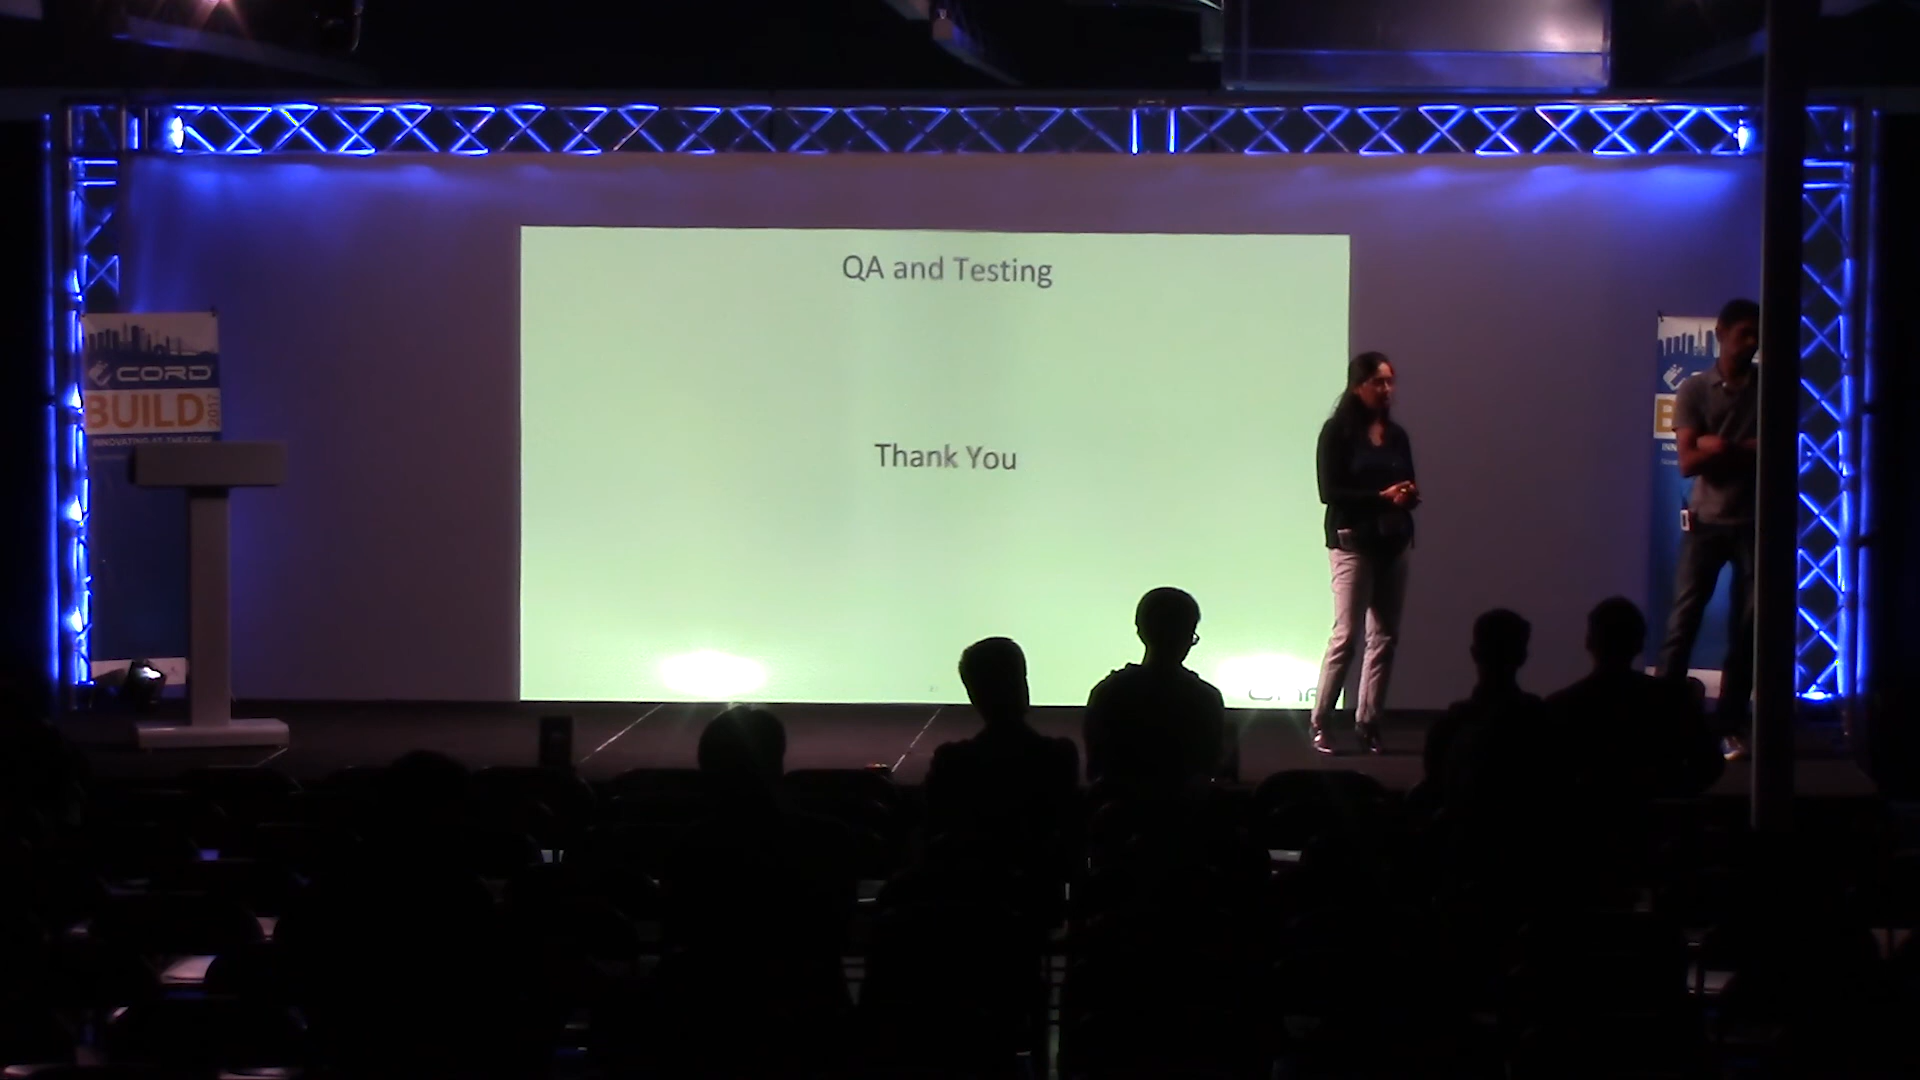 QA and Testing
Thank You
CORD
BUILD
2017
INNOVATING AT THE EDGE